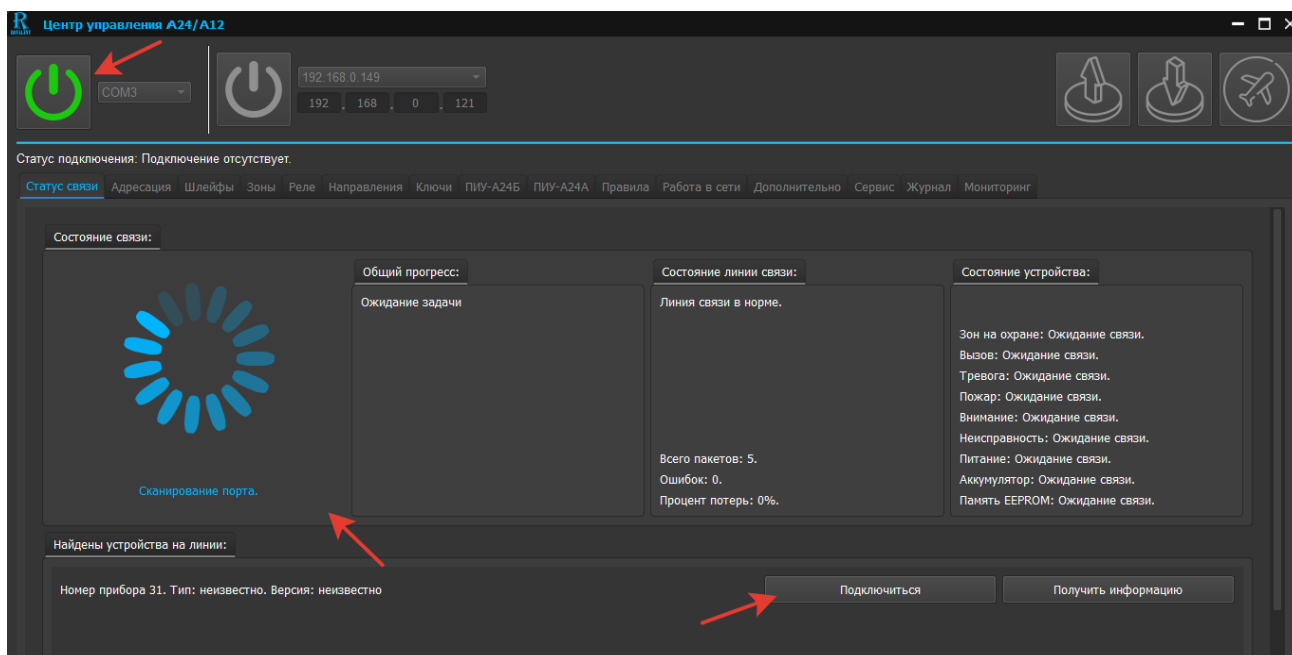 R
Центр управления A24/A12
COM3
192.168.0.149
192 . 168 . 0 . 121
Статус подключения: Подключение отсутствует.
Статус связи Адресация Шлейфы Зоны Реле Направления Ключи ПИУ-А24Б ПИУ-А24А Правила Работа в сети Дополнительно Сервис Журнал Мониторинг
Состояние связи:
Сканирование порта.
Общий прогресс:
Ожидание задачи
Состояние линии связи:
Линия связи в норме.
Всего пакетов: 5.
Ошибок: 0.
Процент потерь: 0%.
Состояние устройства:
Зон на охране: Ожидание связи.
Вызов: Ожидание связи.
Тревога: Ожидание связи.
Пожар: Ожидание связи.
Внимание: Ожидание связи.
Неисправность: Ожидание связи.
Питание: Ожидание связи.
Аккумулятор: Ожидание связи.
Память EEPROM: Ожидание связи.
Найдены устройства на линии:
Номер прибора 31. Тип: неизвестно. Версия: неизвестно
Подключиться
Получить информацию